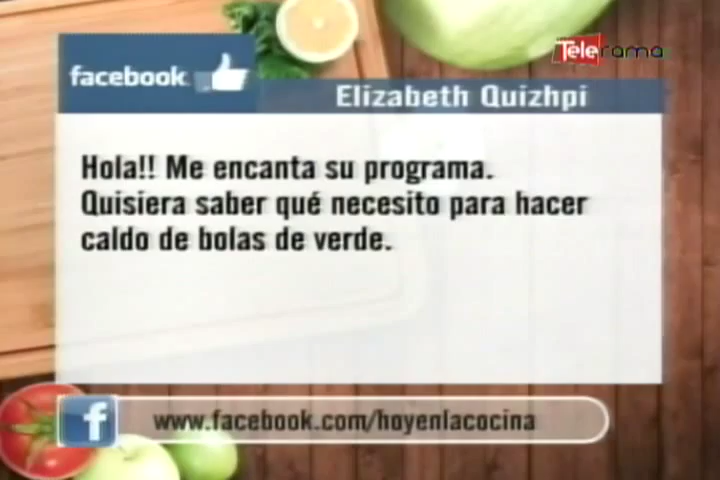 Telerama
facebook
Elizabeth Quizhpi
Hola!! Me encanta su programa.
Quisiera saber qué necesito para hacer
caldo de bolas de verde.
f
www.facebook.com/hoyenlacocina